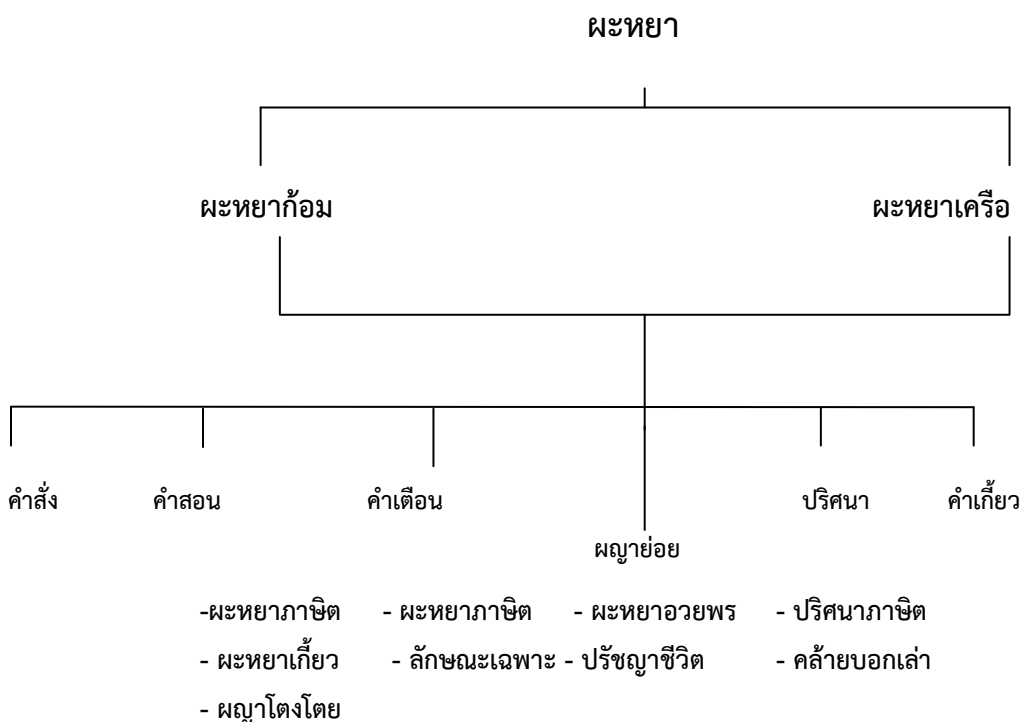 ผะหยา
ผะหยาก้อม ผะหยาเครือ
คำสั่ง คำสอน คำเตือน ปริศนา คำเกี้ยว
ผญาย่อย
-ผะหยาภาษิต - ผะหยาภาษิต - ผะหยาอวยพร - ปริศนาภาษิต
- ผะหยาเกี้ยว - ลักษณะเฉพาะ - ปรัชญาชีวิต - คล้ายบอกเล่า
- ผญาโตงโตย